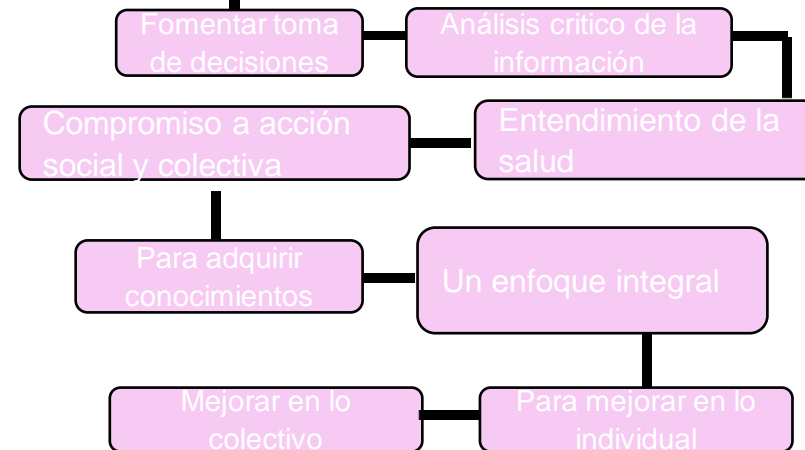 Fomentar toma
de decisiones
Análisis critico de la
información
Compromiso a acción
social y colectiva
Entendimiento de la
salud
Para adquirir
conocimientos
Un enfoque integral
Mejorar en lo
colectivo
Para mejorar en lo
individual